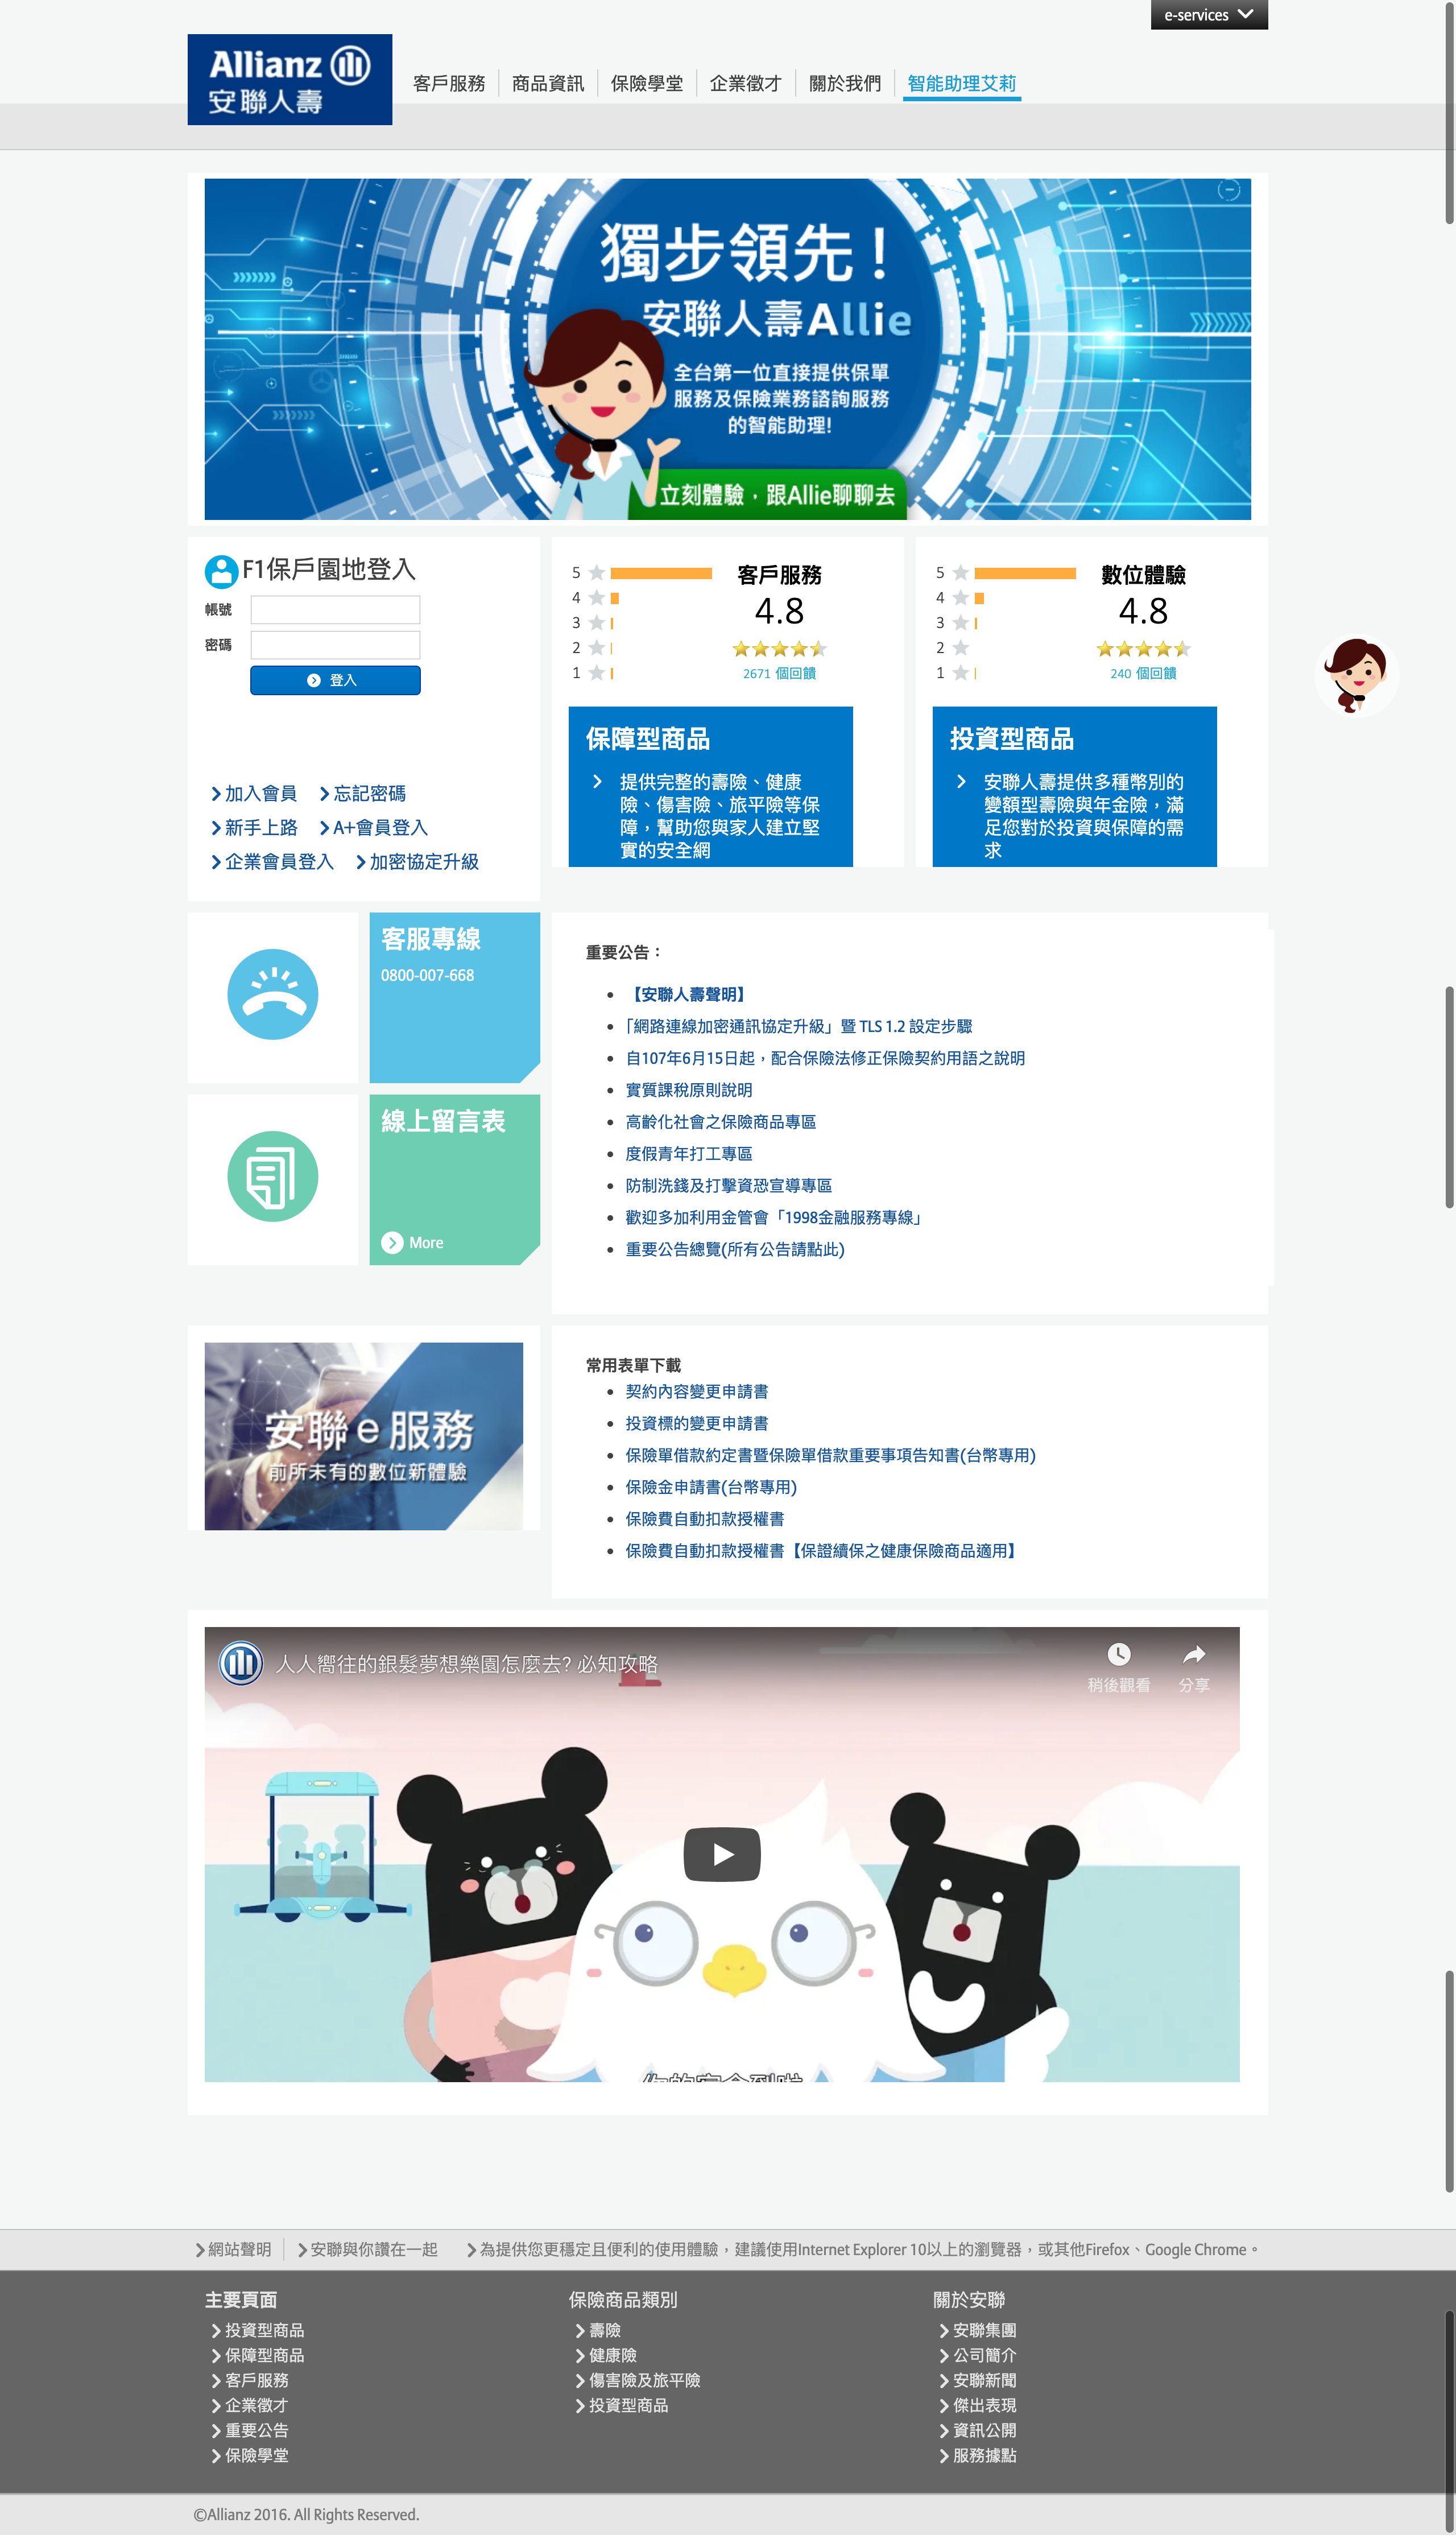 e-services
Allianz
安聯人壽
客戶服務 商品資訊 保險學堂 企業徵才 關於我們 智能助理艾莉
獨步領先！
安聯人壽Allie
全台第一位直接提供保單
服務及保險業務諮詢服務
的智能助理!
立刻體驗，跟Allie聊聊去
F1保戶園地登入
帳號
密碼
登入
加入會員 忘記密碼
新手上路 A+會員登入
企業會員登入 加密協定升級
5
4
3
2
1
客戶服務
4.8
2671 個回饋
5
4
3
2
1
數位體驗
4.8
240 個回饋
保障型商品
提供完整的壽險、健康
險、傷害險、旅平險等保
障，幫助您與家人建立堅
實的安全網
投資型商品
安聯人壽提供多種幣別的
變額型壽險與年金險，滿
足您對於投資與保障的需
求
客服專線
0800-007-668
線上留言表
More
重要公告：
【安聯人壽聲明】
「網路連線加密通訊協定升級」暨 TLS 1.2 設定步驟
自107年6月15日起，配合保險法修正保險契約用語之說明
實質課稅原則說明
高齡化社會之保險商品專區
度假青年打工專區
防制洗錢及打擊資恐宣導專區
歡迎多加利用金管會「1998金融服務專線」
重要公告總覽(所有公告請點此)
安聯 e 服務
前所未有的數位新體驗
常用表單下載
契約內容變更申請書
投資標的變更申請書
保險單借款約定書暨保險單借款重要事項告知書(台幣專用)
保險金申請書(台幣專用)
保險費自動扣款授權書
保險費自動扣款授權書【保證續保之健康保險商品適用】
人人嚮往的銀髮夢想樂園怎麼去? 必知攻略
稍後觀看 分享
網站聲明 安聯與你讚在一起 為提供您更穩定且便利的使用體驗，建議使用Internet Explorer 10以上的瀏覽器，或其他Firefox、Google Chrome。
主要頁面
投資型商品
保障型商品
客戶服務
企業徵才
重要公告
保險學堂
保險商品類別
壽險
健康險
傷害險及旅平險
投資型商品
關於安聯
安聯集團
公司簡介
安聯新聞
傑出表現
資訊公開
服務據點
©Allianz 2016. All Rights Reserved.